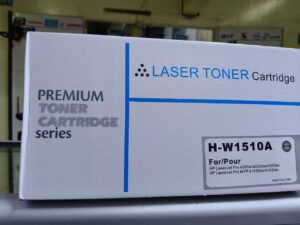 LASER TONER Cartridge
PREMIUM
TONER
CARTRIDGE
series
H-W1510A
For/Pour